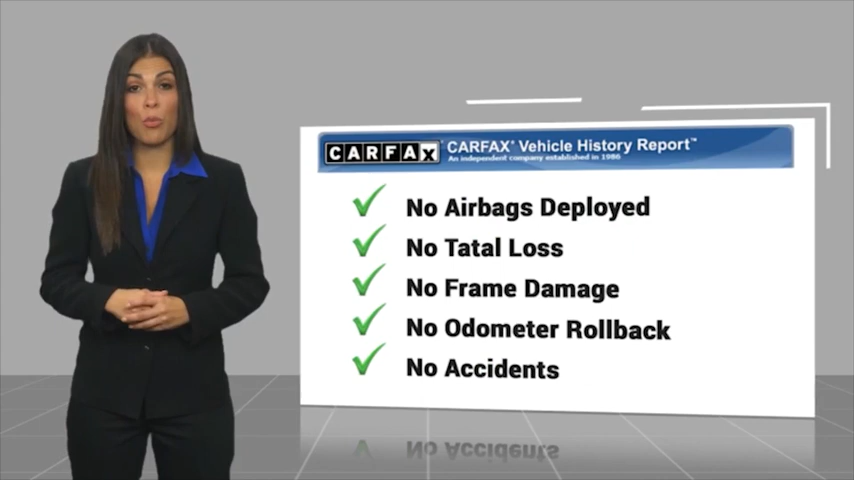 CARFAX CARFAX® Vehicle History Report™
An independent company established in 1986
No Airbags Deployed
No Tatal Loss
No Frame Damage
No Odometer Rollback
No Accidents
No Accidents